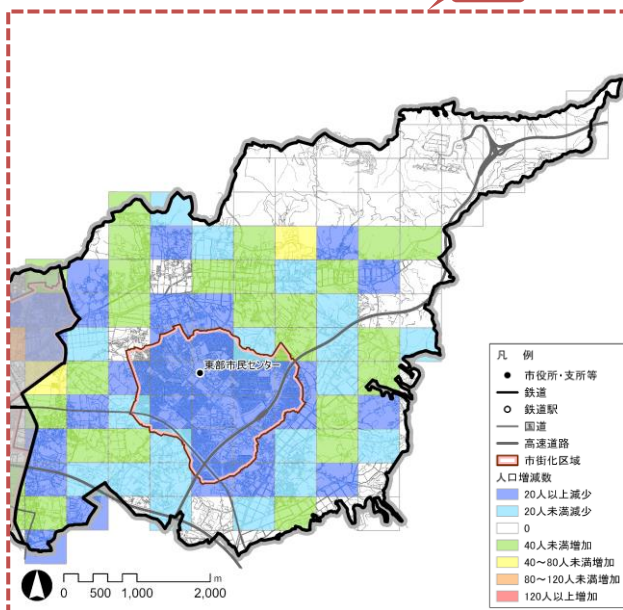 東部市民センター
凡 例
市役所・支所等
鉄道
鉄道駅
国道
高速道路
市街化区域
人口増減数
20人以上減少
20人未満減少
0
40人未満増加
40～80人未満増加
80～120人未満増加
120人以上増加
0 500 1,000 2,000 m